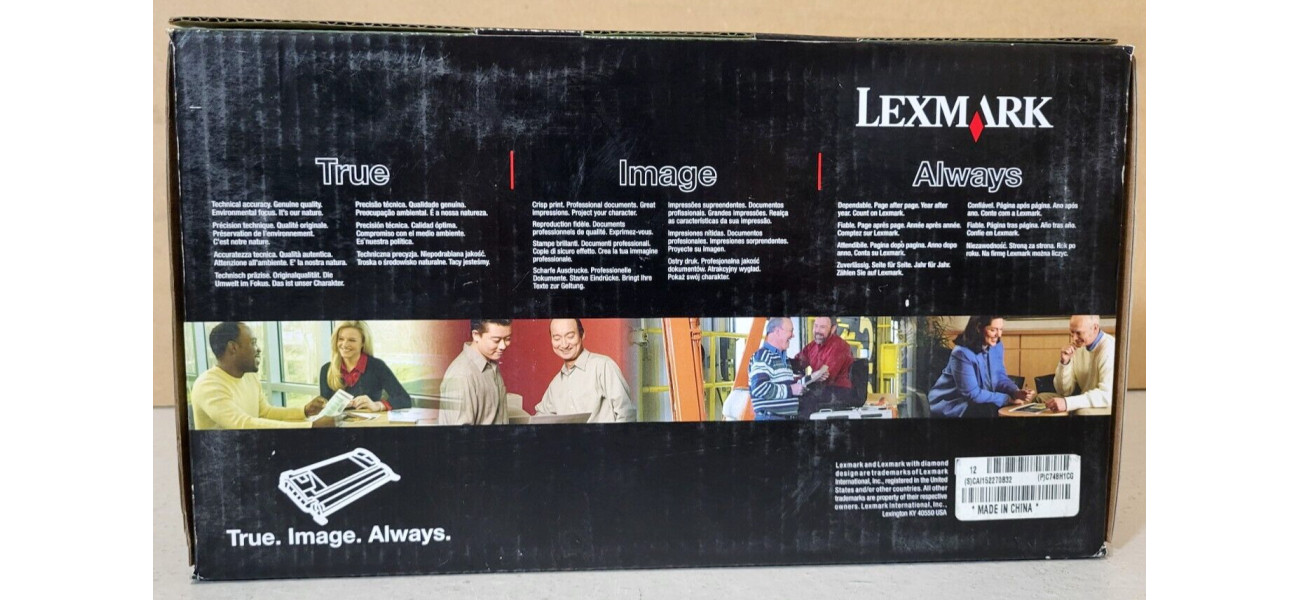 LEXMARK
True
Technical accuracy. Genuine quality.
Environmental focus. It's our nature.
Précision technique. Qualité originale.
Préservation de l'environnement.
C'est notre nature.
Accuratezza tecnica. Qualità autentica.
Attenzione all'ambiente. E' la nostra natura.
Technisch präzise. Originalqualität. Die
Umwelt im Fokus. Das ist unser Charakter.
Precisão técnica. Qualidade genuína.
Preocupação ambiental. É a nossa natureza.
Precisión técnica. Calidad óptima.
Compromiso con el medio ambiente.
Es nuestra política.
Techniczna precyzja. Niepodrabiana jakość.
Troska o środowisko naturalne. Tacy jesteśmy.
Image
Crisp print. Professional documents. Great
impressions. Project your character.
Reproduction fidèle. Documents
professionnels de qualité. Exprimez-vous.
Stampe brillanti. Documenti professionali.
Copie di sicuro effetto. Crea la tua immagine
professionale.
Scharfe Ausdrucke. Professionelle
Dokumente. Starke Eindrücke. Bringt Ihre
Texte zur Geltung.
Impressões supreendentes. Documentos
profissionais. Grandes impressões. Realça
as características da sua impressão.
Impresiones nítidas. Documentos
profesionales. Impresiones sorprendentes.
Proyecte su imagen.
Ostry druk. Profesjonalna jakość
dokumentów. Atrakcyjny wygląd.
Pokaż swój charakter.
Always
Dependable. Page after page. Year after
year. Count on Lexmark.
Fiable. Page après page. Année après année.
Comptez sur Lexmark.
Attendibile. Pagina dopo pagina. Anno dopo
anno. Conta su Lexmark.
Zuverlässig. Seite für Seite. Jahr für Jahr.
Zählen Sie auf Lexmark.
Confiável. Página após página. Ano após
ano. Conte com a Lexmark.
Fiable. Página tras página. Año tras año.
Confíe en Lexmark.
Niezawodność. Strona za stroną. Rok po
roku. Na firmę Lexmark można liczyć.
True. Image. Always.
Lexmark and Lexmark with diamond
design are trademarks of Lexmark
International, Inc., registered in the United
States and/or other countries. All other
trademarks are property of their respective
owners. Lexmark International, Inc.,
Lexington KY 40550 USA
12
(S)CAI152270832
(P)C746H1CG
* MADE IN CHINA *